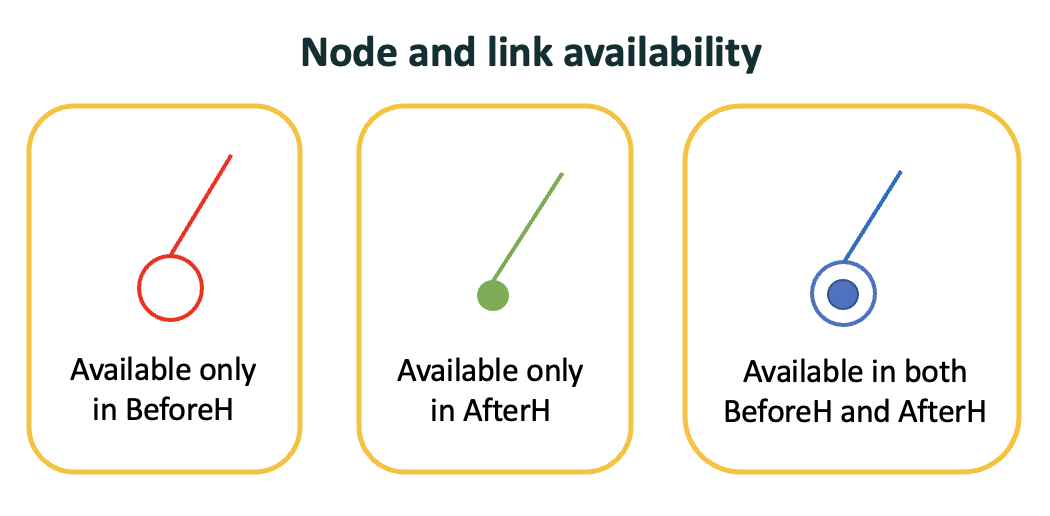 Node and link availability
Available only
in BeforeH
Available only
in AfterH
Available in both
BeforeH and AfterH